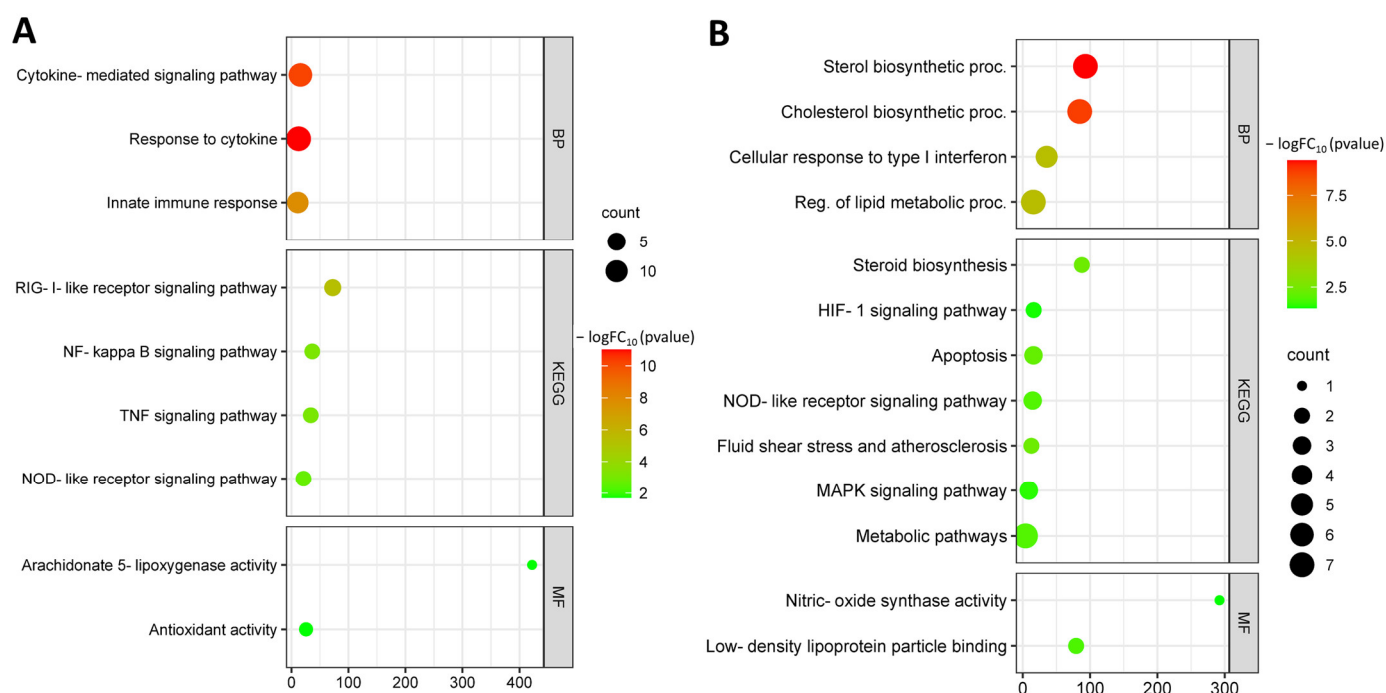 A
Cytokine- mediated signaling pathway
Response to cytokine
Innate immune response
BP
RIG- I- like receptor signaling pathway
NF- kappa B signaling pathway
TNF signaling pathway
NOD- like receptor signaling pathway
KEGG
Arachidonate 5- lipoxygenase activity
Antioxidant activity
MF
0 100 200 300 400
count
5
10
− logFC₁₀ (pvalue)
10
8
6
4
2
B
Sterol biosynthetic proc.
Cholesterol biosynthetic proc.
Cellular response to type I interferon
Reg. of lipid metabolic proc.
BP
Steroid biosynthesis
HIF- 1 signaling pathway
Apoptosis
NOD- like receptor signaling pathway
Fluid shear stress and atherosclerosis
MAPK signaling pathway
Metabolic pathways
KEGG
Nitric- oxide synthase activity
Low- density lipoprotein particle binding
MF
0 100 200 300
− logFC₁₀ (pvalue)
7.5
5.0
2.5
count
1
2
3
4
5
6
7